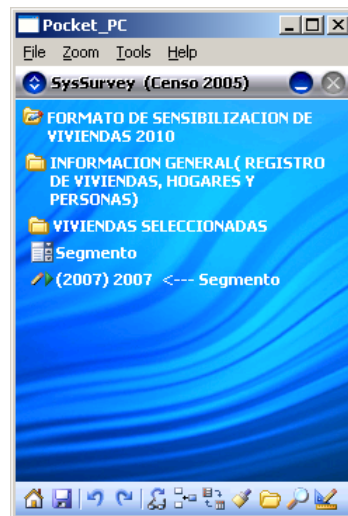 Pocket_PC
File Zoom Tools Help
SysSurvey (Censo 2005)
FORMATO DE SENSIBILIZACION DE
VIVIENDAS 2010
INFORMACION GENERAL( REGISTRO
DE VIVIENDAS, HOGARES Y
PERSONAS)
VIVIENDAS SELECCIONADAS
Segmento
(2007) 2007 <--- Segmento